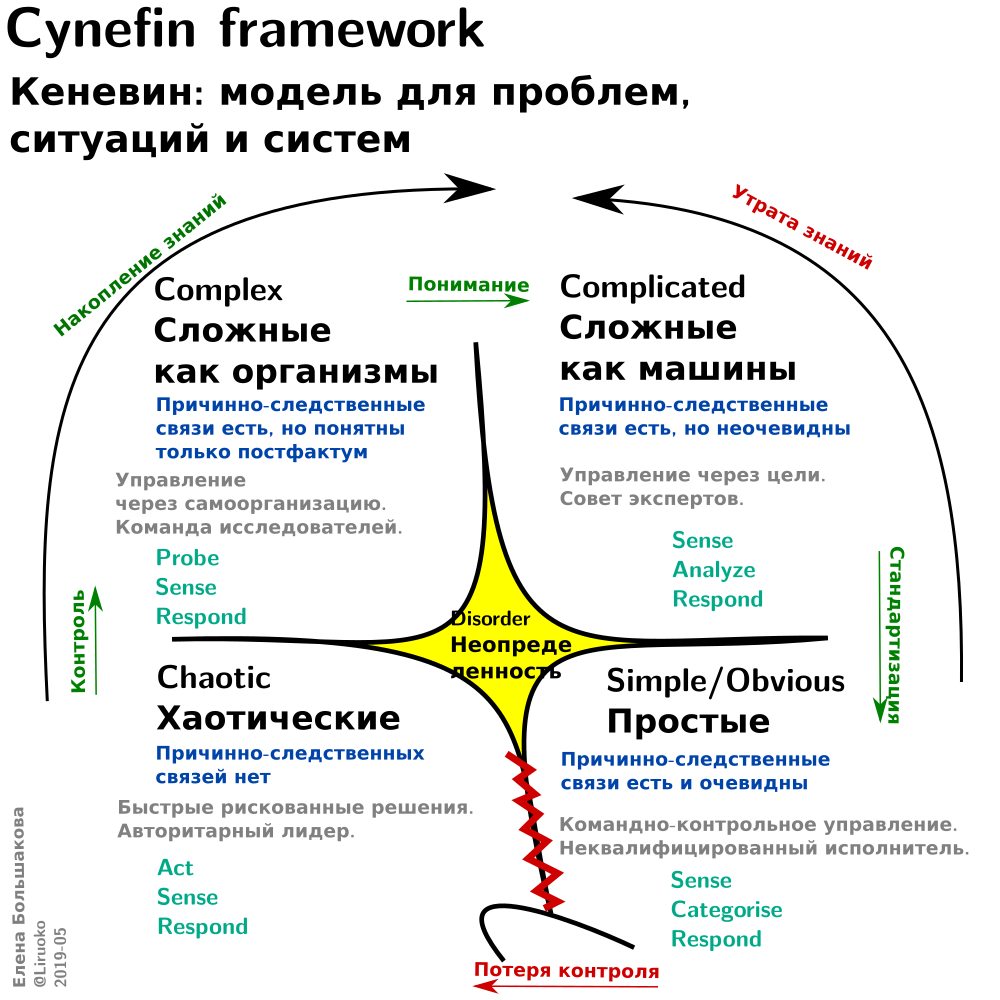 Cynefin framework
Кеневин: модель для проблем,
ситуаций и систем
Накопление знаний
Утрата знаний
Понимание
Complex
Сложные
как организмы
Причинно-следственные
связи есть, но понятны
только постфактум
Управление
через самоорганизацию.
Команда исследователей.
Probe
Sense
Respond
Complicated
Сложные
как машины
Причинно-следственные
связи есть, но неочевидны
Управление через цели.
Совет экспертов.
Sense
Analyze
Respond
Контроль
Стандартизация
Disorder
Неопреде
ленность
Chaotic
Хаотические
Причинно-следственных
связей нет
Быстрые рискованные решения.
Авторитарный лидер.
Act
Sense
Respond
Simple/Obvious
Простые
Причинно-следственные
связи есть и очевидны
Командно-контрольное управление.
Неквалифицированный исполнитель.
Sense
Categorise
Respond
Потеря контроля
Елена Большакова
@Liruoko
2019-05